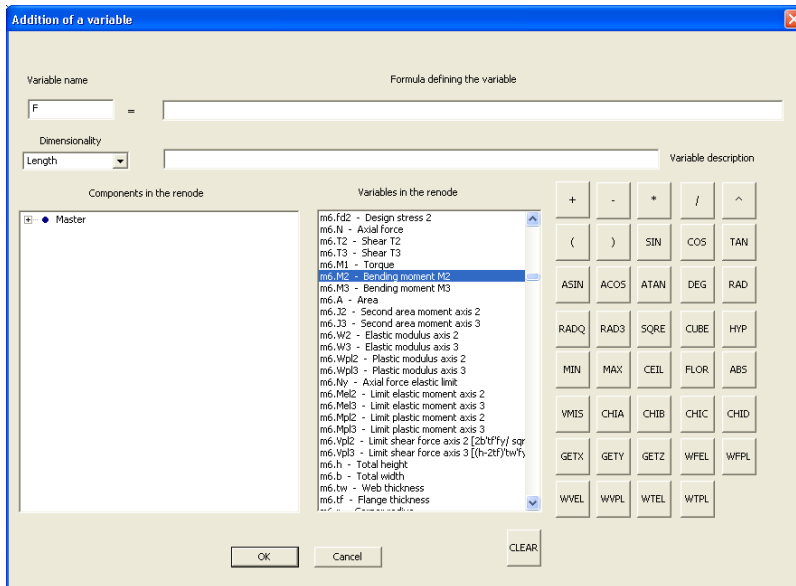 Addition of a variable
Variable name
Formula defining the variable
F
=
Dimensionality
Length
Variable description
Components in the renode
Variables in the renode
Master
m6.fd2 - Design stress 2
m6.N - Axial force
m6.T2 - Shear T2
m6.T3 - Shear T3
m6.M1 - Torque
m6.M2 - Bending moment M2
m6.M3 - Bending moment M3
m6.A - Area
m6.J2 - Second area moment axis 2
m6.J3 - Second area moment axis 3
m6.W2 - Elastic modulus axis 2
m6.W3 - Elastic modulus axis 3
m6.Wpl2 - Plastic modulus axis 2
m6.Wpl3 - Plastic modulus axis 3
m6.Ny - Axial force elastic limit
m6.Mel2 - Limit elastic moment axis 2
m6.Mel3 - Limit elastic moment axis 3
m6.Mpl2 - Limit plastic moment axis 2
m6.Mpl3 - Limit plastic moment axis 3
m6.Vpl2 - Limit shear force axis 2 [2b'tf'fy/ sqr
m6.Vpl3 - Limit shear force axis 3 [(h-2tf)'tw'fy
m6.h - Total height
m6.b - Total width
m6.tw - Web thickness
m6.tf - Flange thickness
+ - * / ^
( ) SIN COS TAN
ASIN ACOS ATAN DEG RAD
RADQ RAD3 SQRE CUBE HYP
MIN MAX CEIL FLOR ABS
VMIS CHIA CHIB CHIC CHID
GETX GETY GETZ WFEL WFPL
WVEL WVPL WTEL WTPL
CLEAR
OK
Cancel